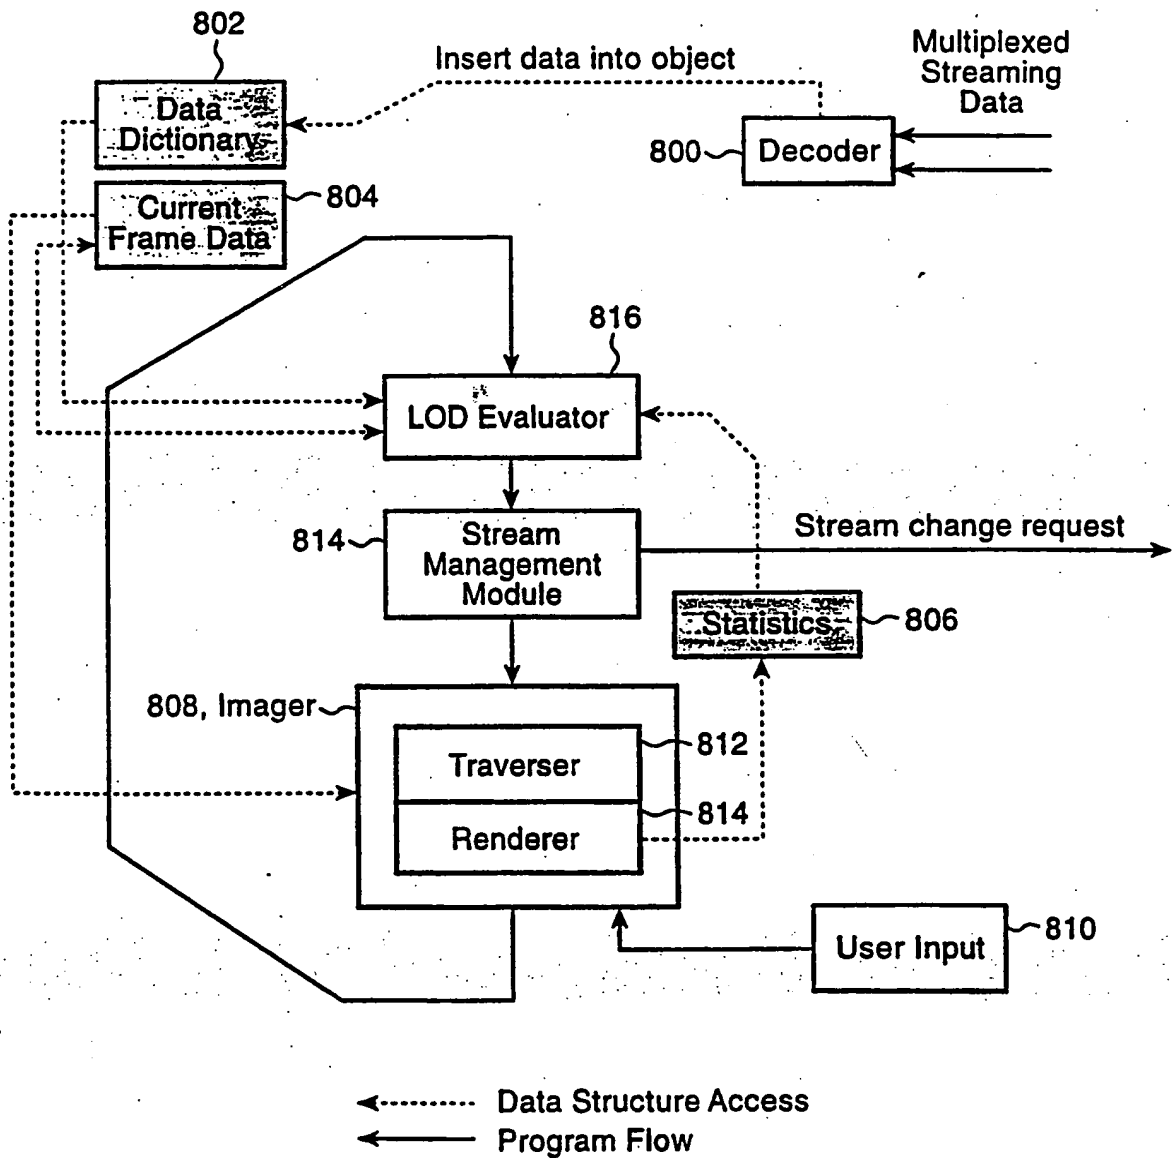 802
Insert data into object
Multiplexed
Streaming
Data
Data
Dictionary
800
Decoder
804
Current
Frame Data
816
LOD Evaluator
814
Stream
Management
Module
Stream change request
Statistics
806
808, Imager
Traverser
812
Renderer
814
User Input
810
Data Structure Access
Program Flow